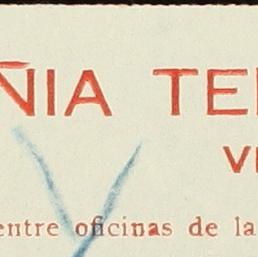 ÑIA TE
V
entre oficinas de la